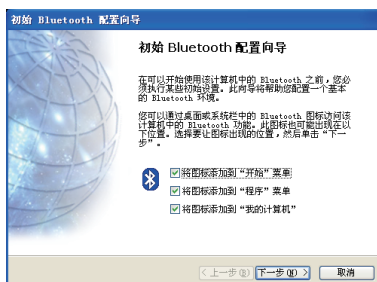 初始 Bluetooth 配置向导
初始 Bluetooth 配置向导
在可以开始使用该计算机中的 Bluetooth 之前，您必
须执行某些初始设置。此向导将帮助您配置一个基本
的 Bluetooth 环境。
您可以通过桌面或系统栏中的 Bluetooth 图标访问该
计算机中的 Bluetooth 功能。此图标也可能出现在以
下位置。选择要让图标出现的位置，然后单击“下一
步”。
将图标添加到“开始”菜单
将图标添加到“程序”菜单
将图标添加到“我的计算机”
< 上一步(B) 下一步(N) > 取消